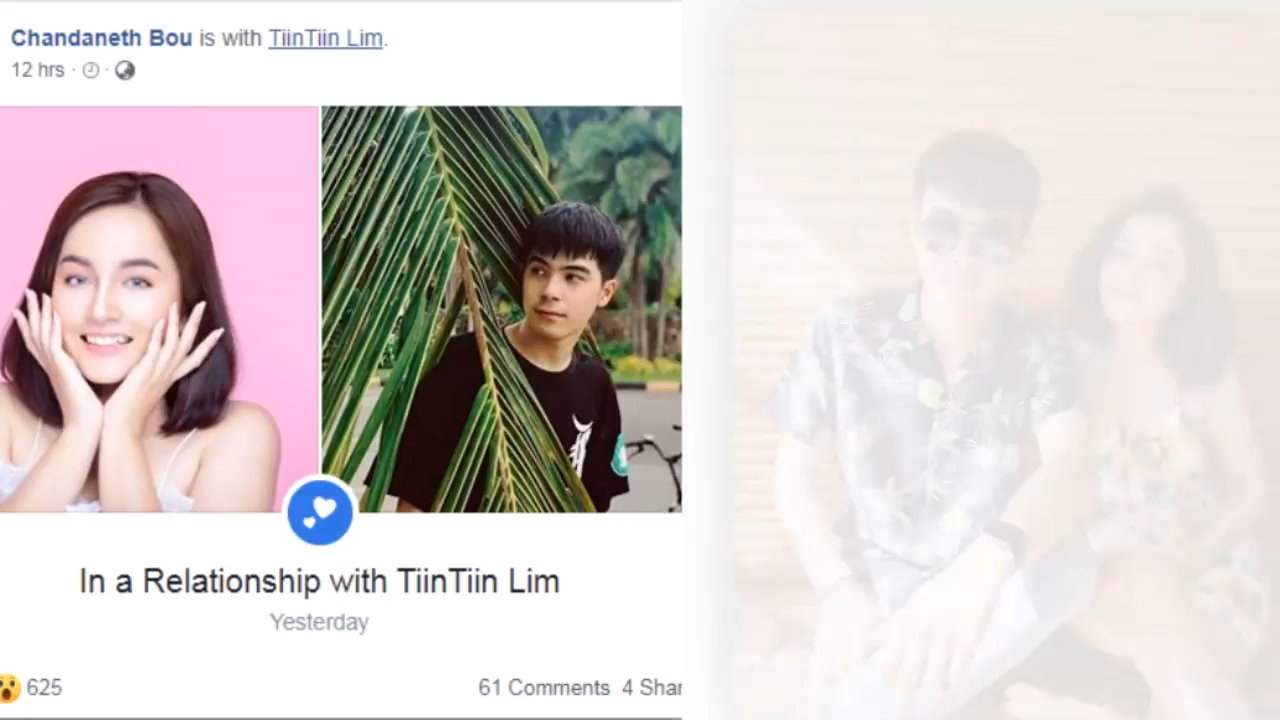 Chandaneth Bou is with TiinTiin Lim.
12 hrs
In a Relationship with TiinTiin Lim
Yesterday
625
61 Comments 4 Shar